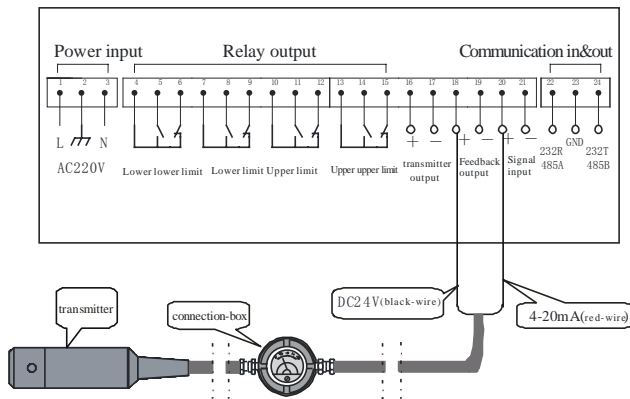 Power input Relay output Communication in&out
1 2 3 4 5 6 7 8 9 10 11 12 13 14 15 16 17 18 19 20 21 22 23 24
L N + − + − + − 232R GND 232T
AC220V Lower lower limit Lower limit Upper limit Upper upper limit transmitter output Feedback output Signal input 485A 485B
DC24V(black-wire)
4-20mA(red-wire)
transmitter
connection-box